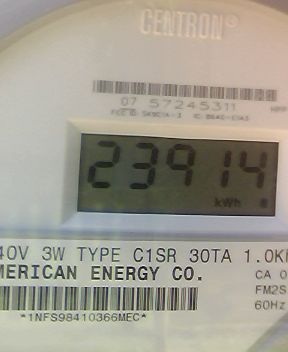 CENTRON®
07 57245311
23914
kWh
40V 3W TYPE C1SR 30TA 1.0K
MERICAN ENERGY CO.
CA 0
FM2S
60Hz
*1NFS98410366MEC*